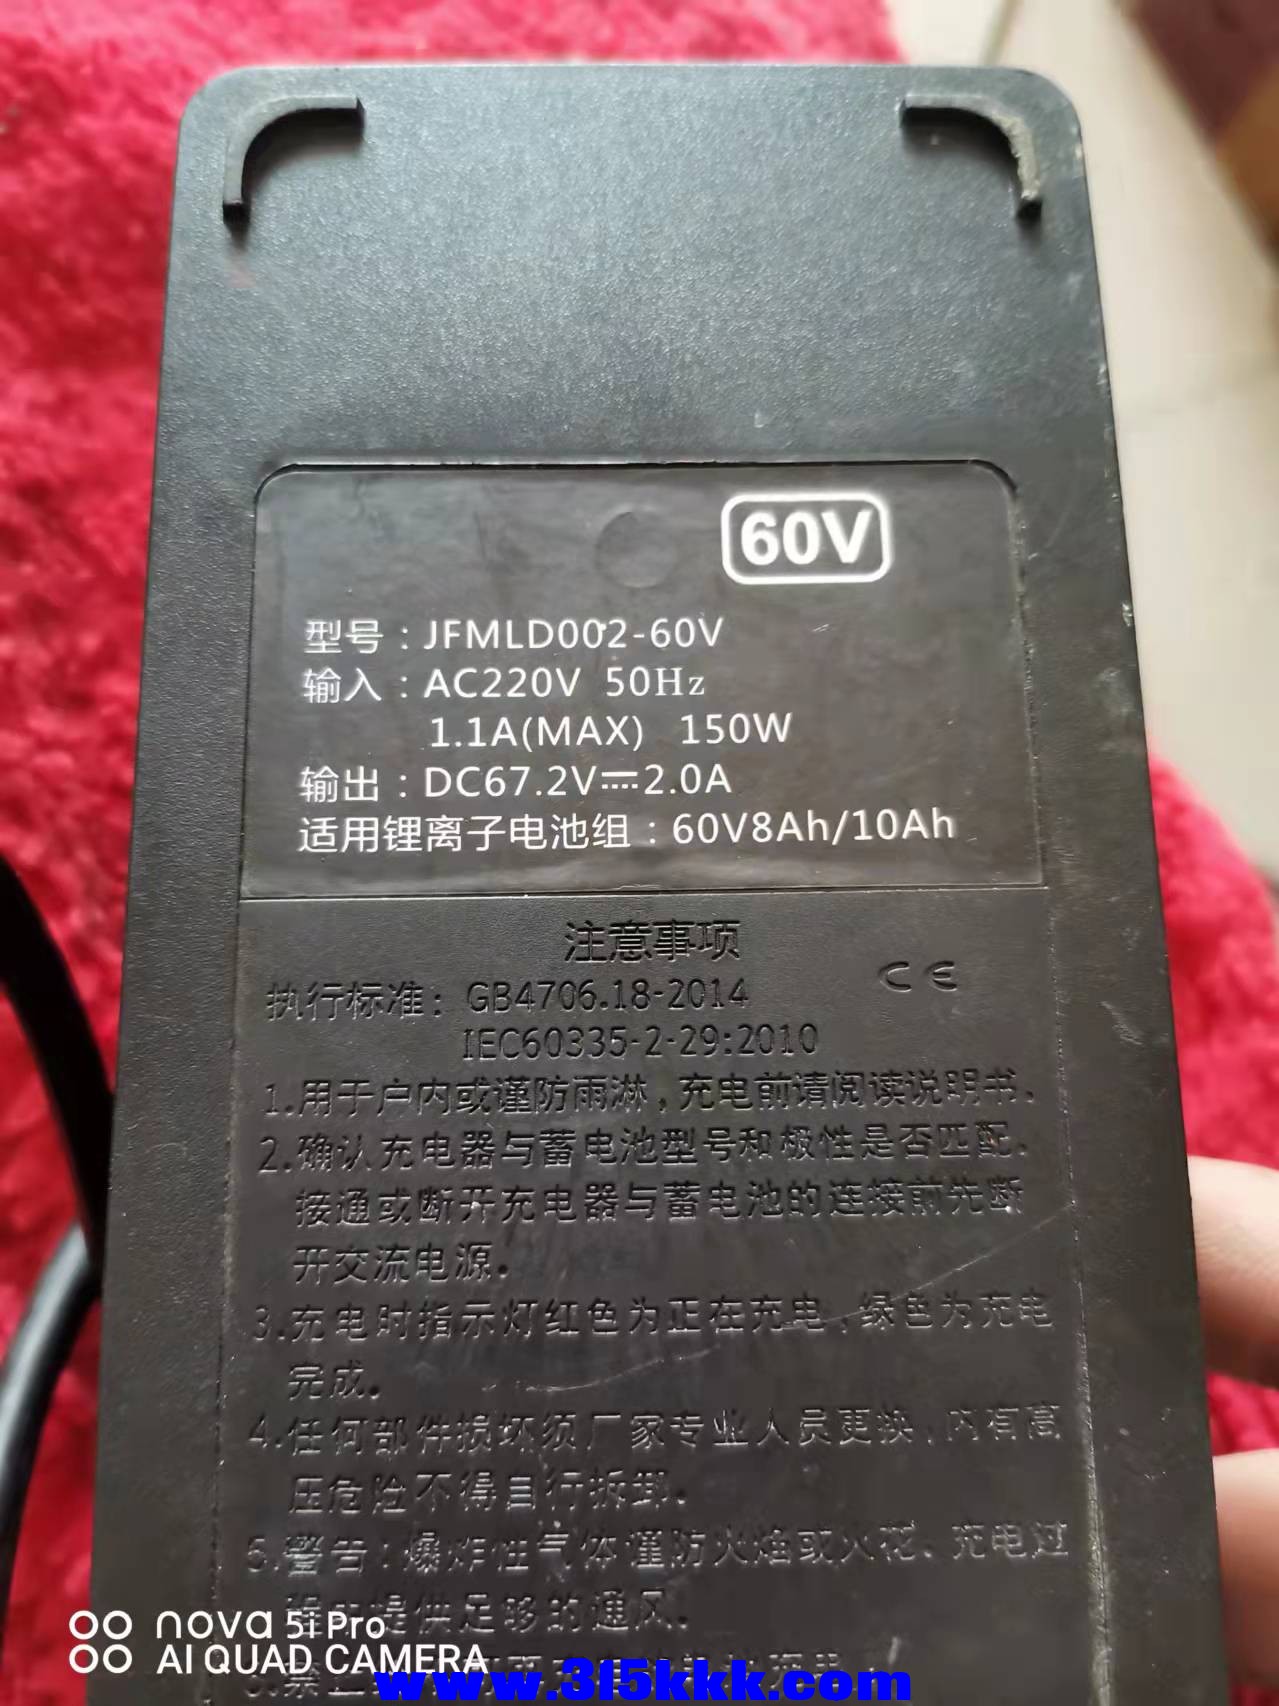 60V
型号：JFMLD002-60V
输入：AC220V 50Hz
1.1A(MAX) 150W
输出：DC67.2V⎓2.0A
适用锂离子电池组：60V8Ah/10Ah
注意事项
执行标准：GB4706.18-2014
CE
IEC60335-2-29:2010
1.用于户内或谨防雨淋，充电前请阅读说明书.
2.确认充电器与蓄电池型号和极性是否匹配.
接通或断开充电器与蓄电池的连接前先断
开交流电源.
3.充电时指示灯红色为正在充电，绿色为充电
完成.
4.任何部件损坏须厂家专业人员更换，内有高
压危险不得自行拆卸.
5.警告：爆炸性气体谨防火焰或火花、充电过
提供足够的通风.
nova 5i Pro
AI QUAD CAMERA
www.315kkk.com